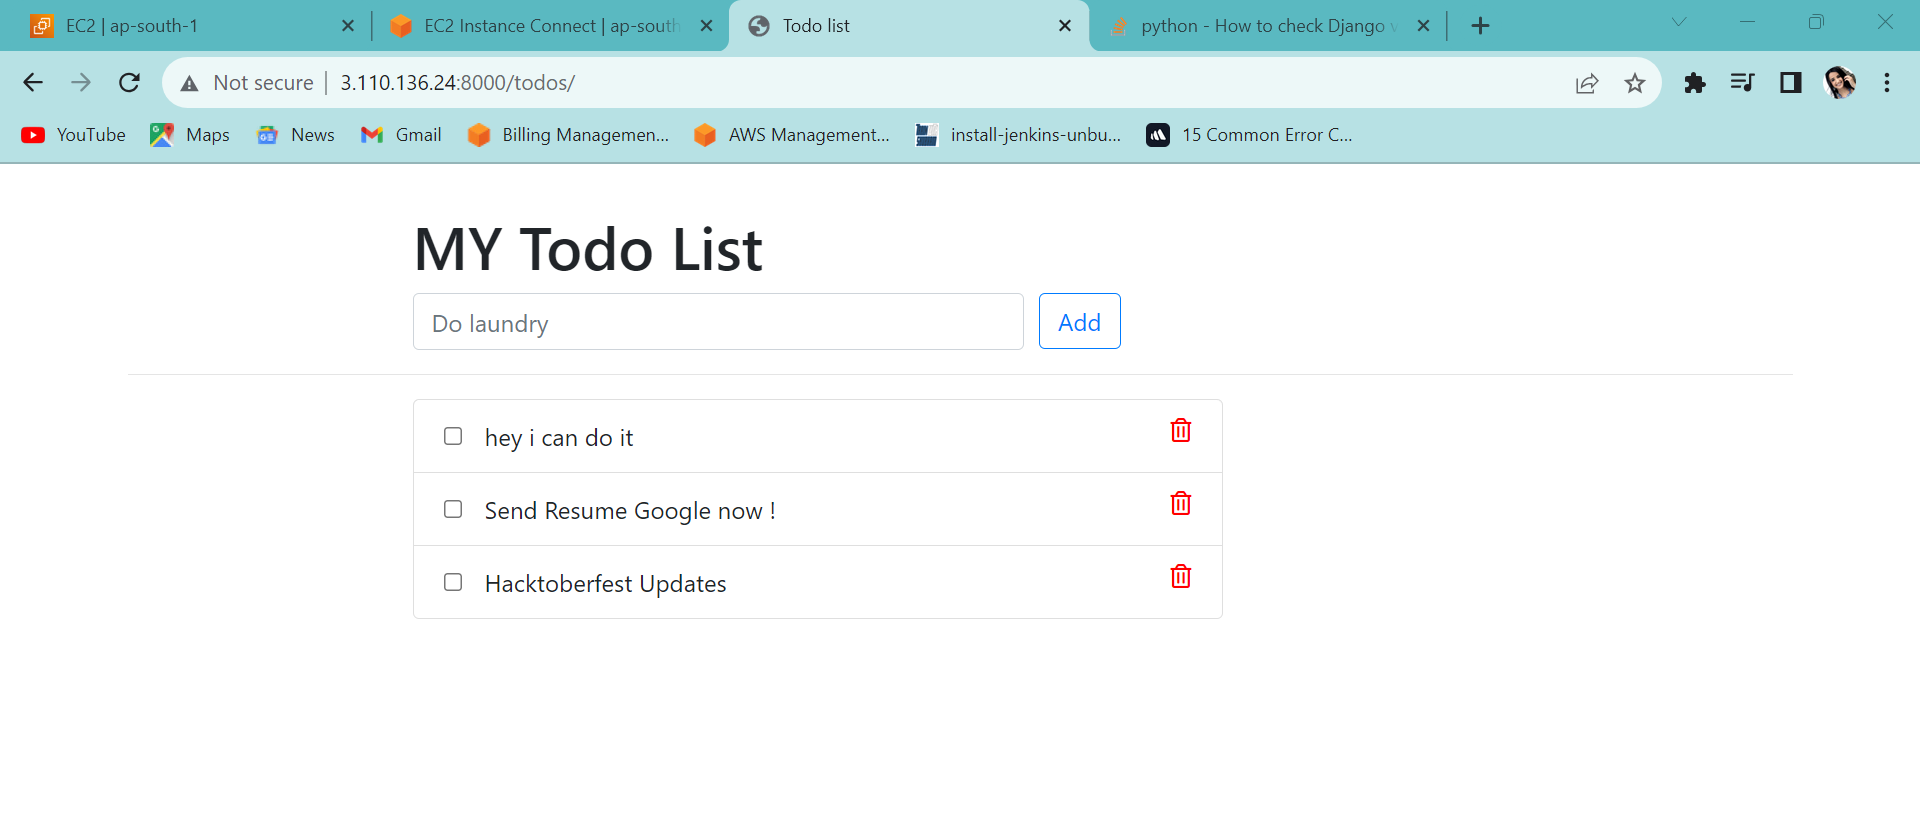 EC2 | ap-south-1
EC2 Instance Connect | ap-south
Todo list
python - How to check Django v
Not secure | 3.110.136.24:8000/todos/
YouTube
Maps
News
Gmail
Billing Managemen...
AWS Management...
install-jenkins-unbu...
15 Common Error C...
MY Todo List
Do laundry
Add
hey i can do it
Send Resume Google now !
Hacktoberfest Updates